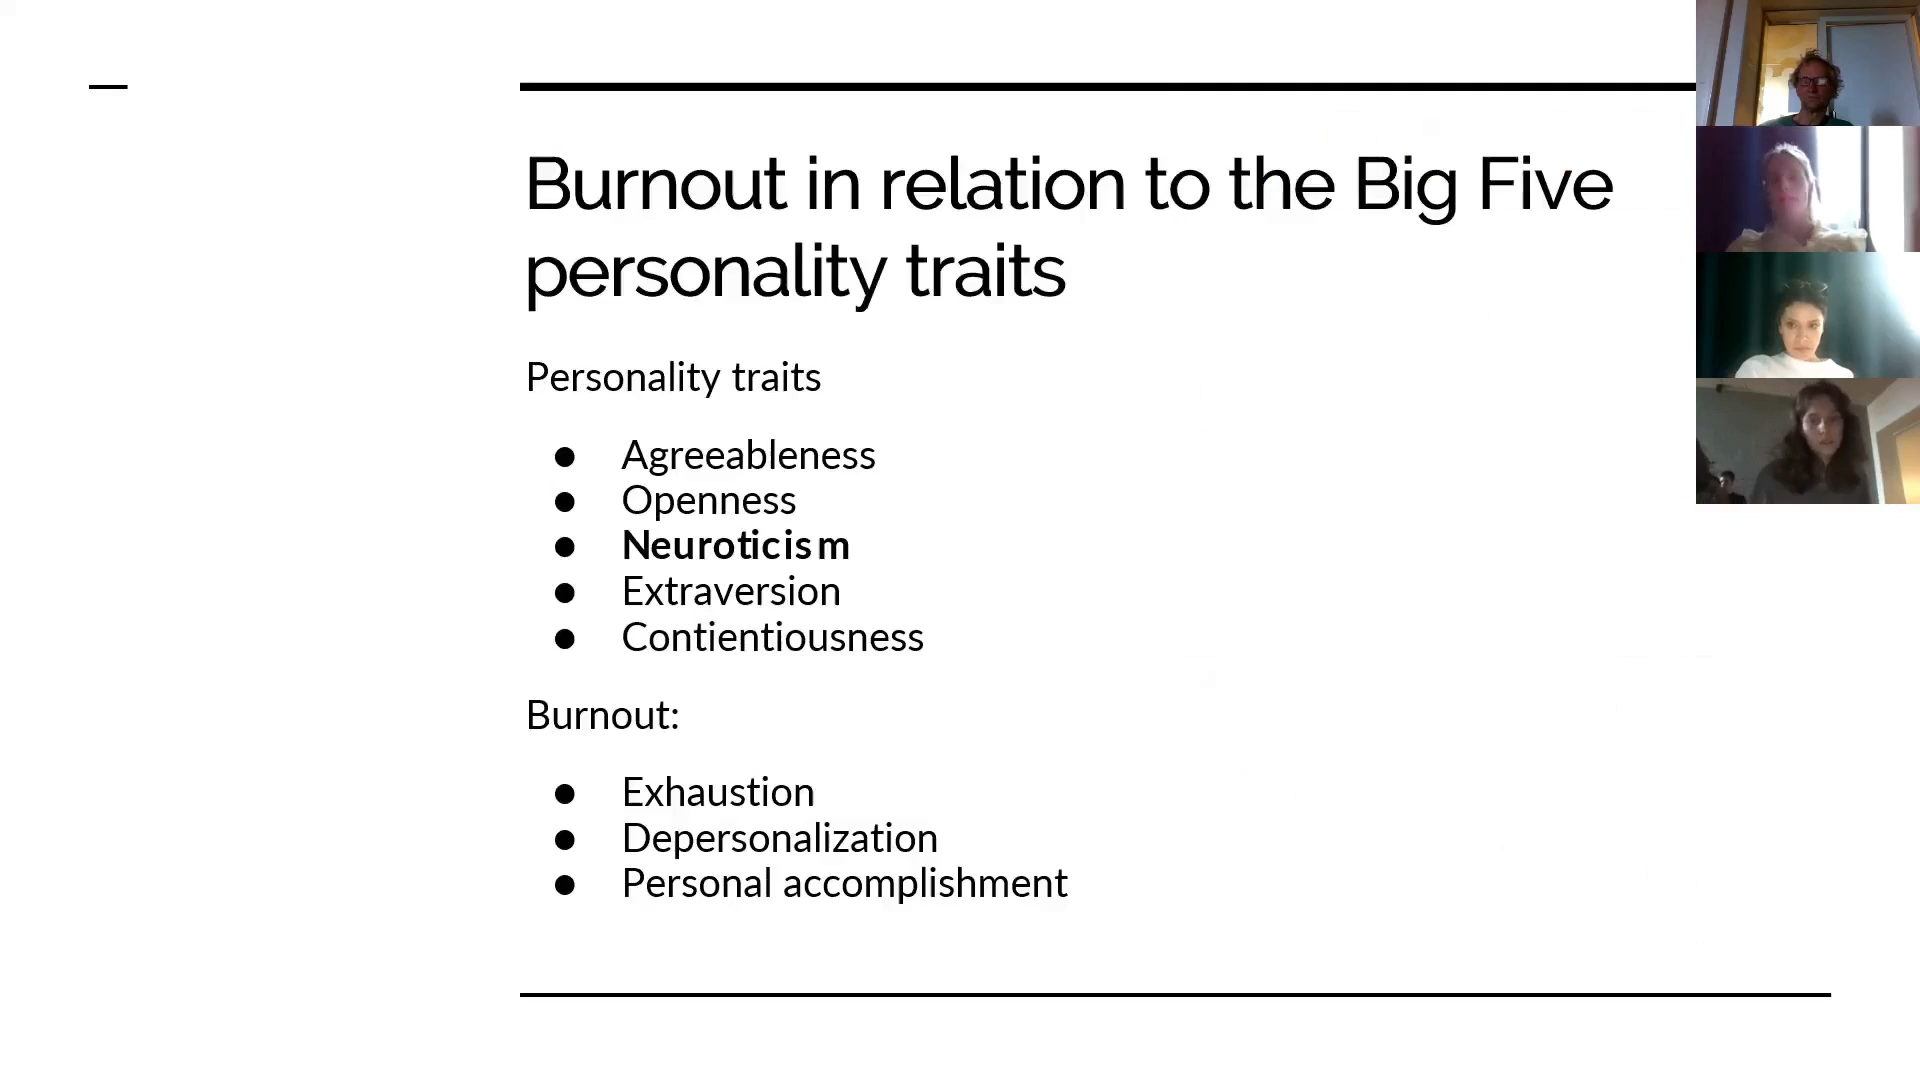 Burnout in relation to the Big Five
personality traits
Personality traits
● Agreeableness
● Openness
● Neuroticism
● Extraversion
● Contientiousness
Burnout:
● Exhaustion
● Depersonalization
● Personal accomplishment